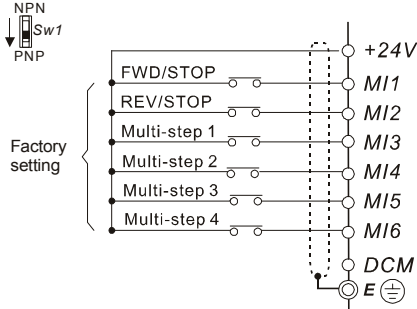 NPN
Sw1
PNP
+24V
FWD/STOP
MI1
REV/STOP
MI2
Multi-step 1
MI3
Factory
setting
Multi-step 2
MI4
Multi-step 3
MI5
Multi-step 4
MI6
DCM
E